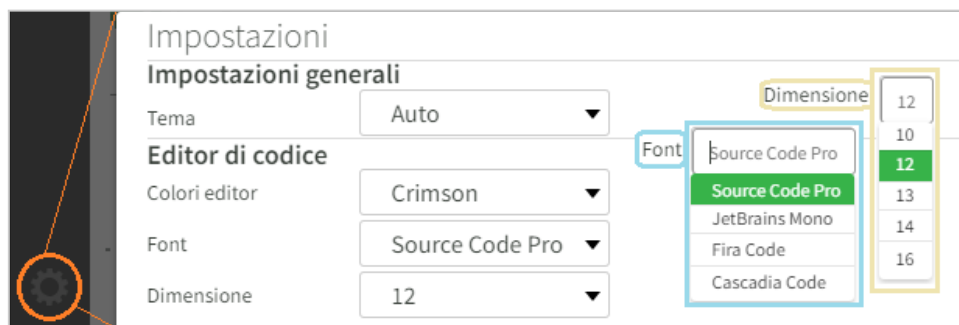 Impostazioni
Impostazioni generali
Tema Auto
Editor di codice
Colori editor Crimson
Font Source Code Pro
Dimensione 12
Font Source Code Pro
Source Code Pro
JetBrains Mono
Fira Code
Cascadia Code
Dimensione 12
10
12
13
14
16